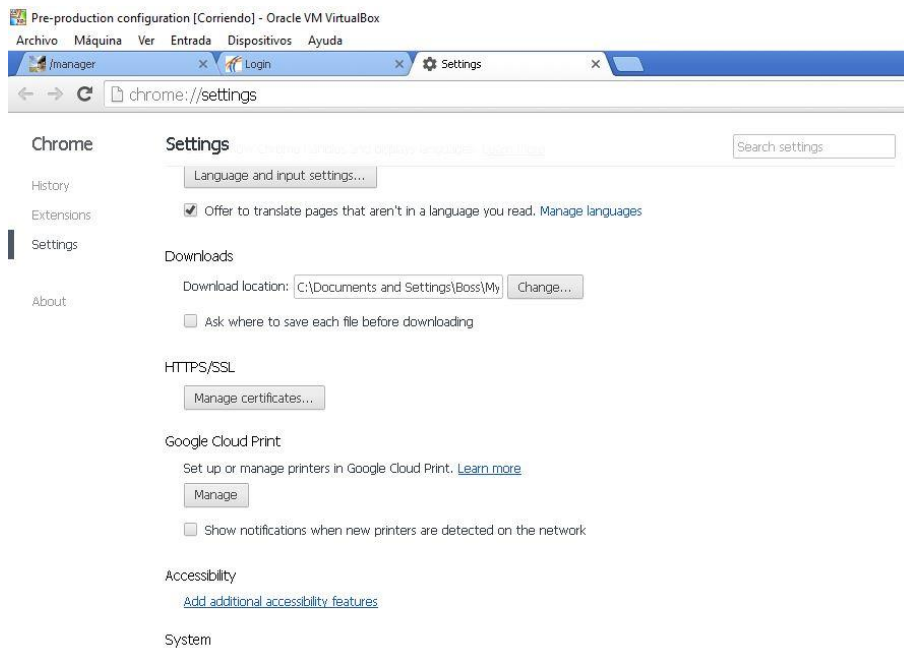 Pre-production configuration [Corriendo] - Oracle VM VirtualBox
Archivo Máquina Ver Entrada Dispositivos Ayuda
/manager Login Settings
chrome://settings
Chrome Settings Search settings
History
Extensions
Settings
About
Language and input settings...
Offer to translate pages that aren't in a language you read. Manage languages
Downloads
Download location: C:\Documents and Settings\Boss\My Change...
Ask where to save each file before downloading
HTTPS/SSL
Manage certificates...
Google Cloud Print
Set up or manage printers in Google Cloud Print. Learn more
Manage
Show notifications when new printers are detected on the network
Accessibility
Add additional accessibility features
System